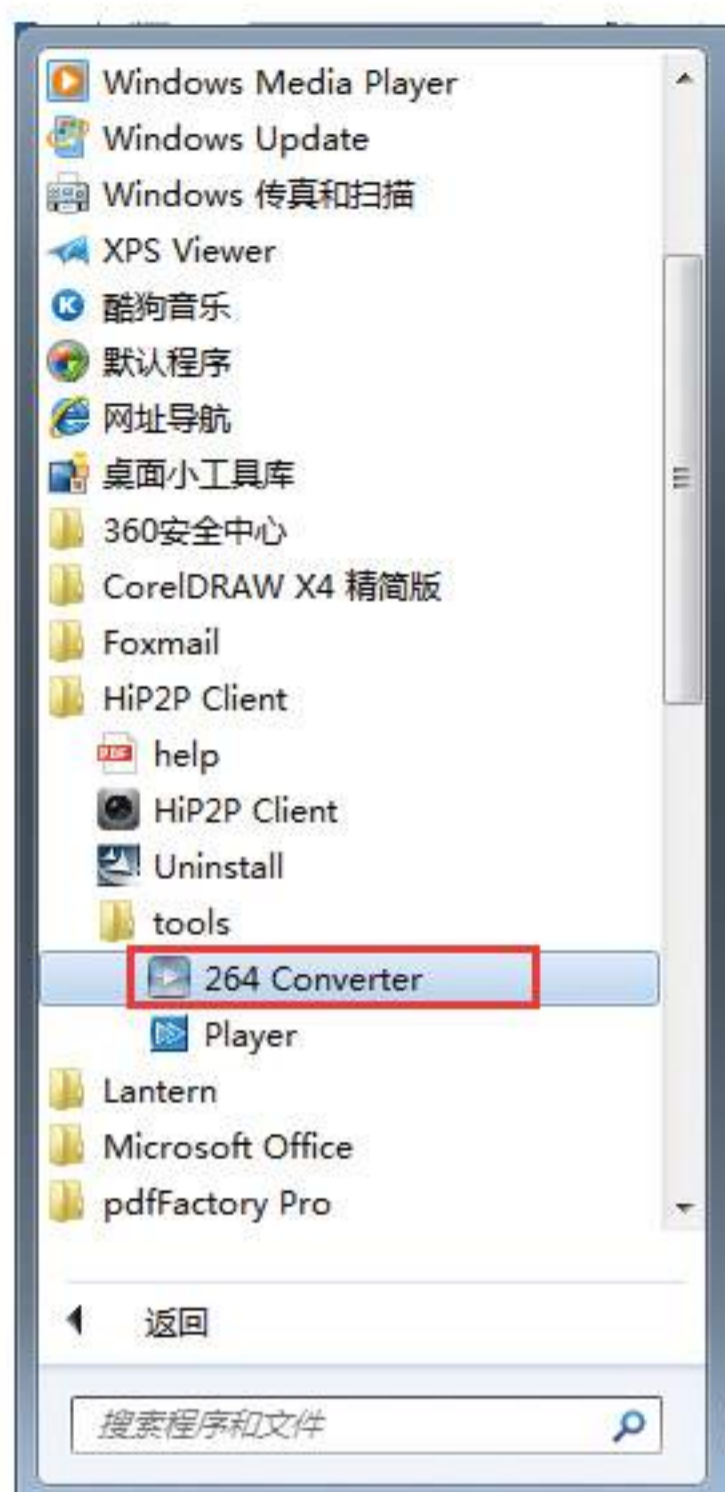 Windows Media Player
Windows Update
Windows 传真和扫描
XPS Viewer
酷狗音乐
默认程序
网址导航
桌面小工具库
360安全中心
CorelDRAW X4 精简版
Foxmail
HiP2P Client
help
HiP2P Client
Uninstall
tools
264 Converter
Player
Lantern
Microsoft Office
pdfFactory Pro
返回
搜索程序和文件